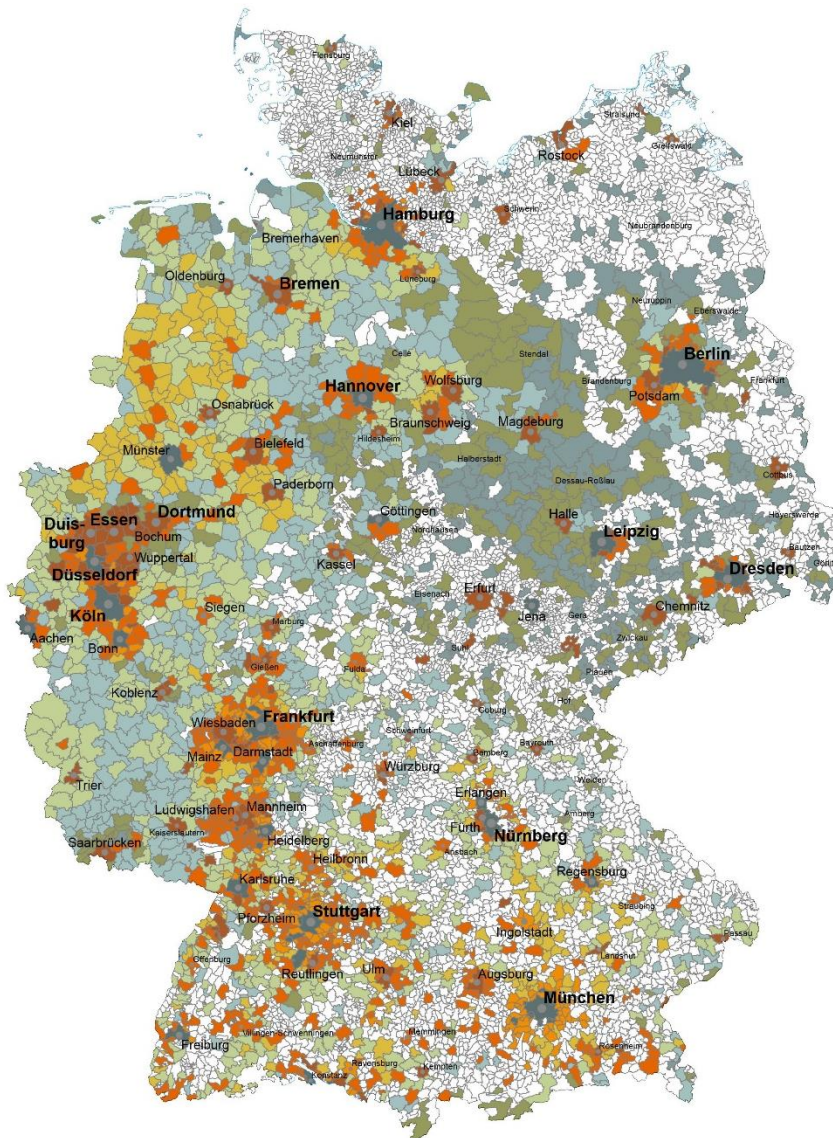 Flensburg
Kiel
Stralsund
Greifswald
Rostock
Neumünster
Lübeck
Hamburg
Schwerin
Neubrandenburg
Bremerhaven
Oldenburg
Bremen
Lüneburg
Neuruppin
Eberswalde
Celle
Stendal
Berlin
Hannover
Wolfsburg
Brandenburg
Frankfurt
Potsdam
Osnabrück
Braunschweig
Magdeburg
Hildesheim
Münster
Bielefeld
Halberstadt
Paderborn
Dessau-Roßlau
Cottbus
Dortmund
Göttingen
Halle
Hoyerswerda
Duis-
burg
Essen
Bochum
Nordhausen
Leipzig
Bautzen
Wuppertal
Kassel
Görlitz
Düsseldorf
Dresden
Eisenach
Erfurt
Köln
Siegen
Jena
Gera
Chemnitz
Aachen
Marburg
Zwickau
Bonn
Suhl
Gießen
Fulda
Plauen
Koblenz
Hof
Wiesbaden
Frankfurt
Coburg
Schweinfurt
Mainz
Darmstadt
Aschaffenburg
Bamberg
Bayreuth
Trier
Würzburg
Weiden
Erlangen
Ludwigshafen
Mannheim
Amberg
Kaiserslautern
Fürth
Nürnberg
Saarbrücken
Heidelberg
Ansbach
Heilbronn
Regensburg
Karlsruhe
Straubing
Pforzheim
Stuttgart
Ingolstadt
Passau
Offenburg
Landshut
Reutlingen
Ulm
Augsburg
München
Freiburg
Villingen-Schwenningen
Memmingen
Rosenheim
Ravensburg
Kempten
Konstanz